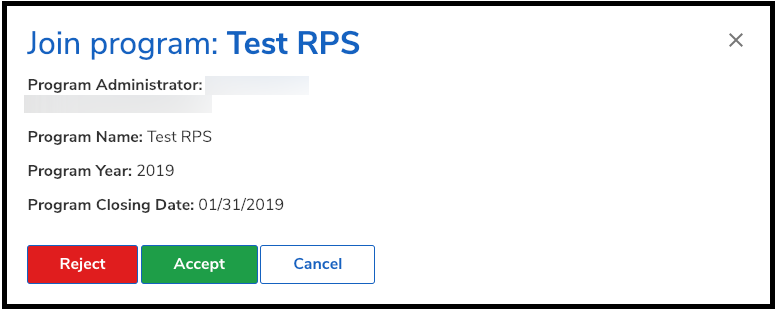 Join program: Test RPS
Program Administrator:
Program Name: Test RPS
Program Year: 2019
Program Closing Date: 01/31/2019
Reject Accept Cancel